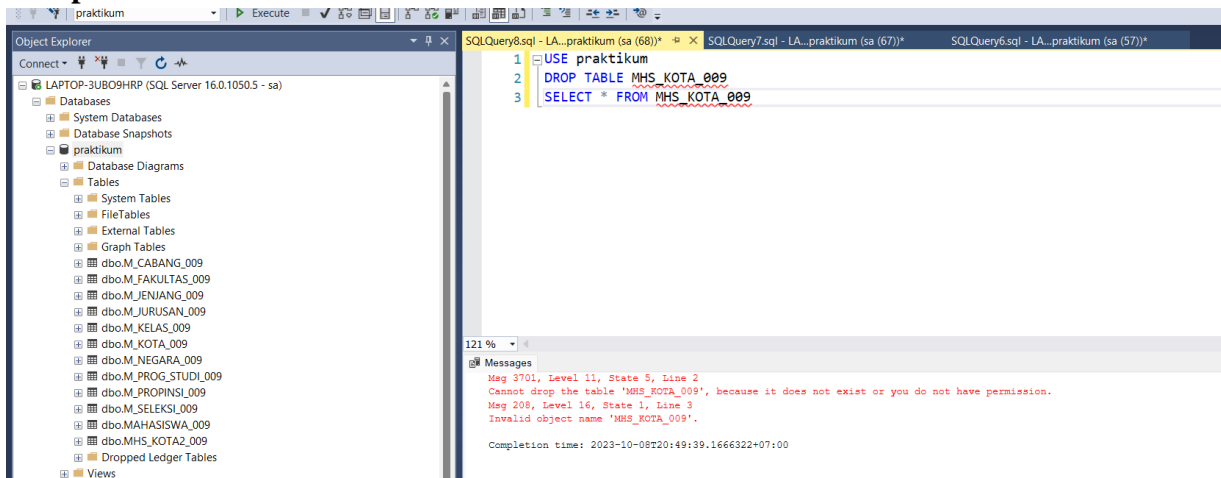 praktikum
Execute
Object Explorer
Connect
LAPTOP-3UBO9HRP (SQL Server 16.0.1050.5 - sa)
Databases
System Databases
Database Snapshots
praktikum
Database Diagrams
Tables
System Tables
FileTables
External Tables
Graph Tables
dbo.M_CABANG_009
dbo.M_FAKULTAS_009
dbo.M_JENJANG_009
dbo.M_JURUSAN_009
dbo.M_KELAS_009
dbo.M_KOTA_009
dbo.M_NEGARA_009
dbo.M_PROG_STUDI_009
dbo.M_PROPINSI_009
dbo.M_SELEKSI_009
dbo.MAHASISWA_009
dbo.MHS_KOTA2_009
Dropped Ledger Tables
Views
SQLQuery8.sql - LA...praktikum (sa (68))* SQLQuery7.sql - LA...praktikum (sa (67))* SQLQuery6.sql - LA...praktikum (sa (57))*
1 USE praktikum
2 DROP TABLE MHS_KOTA_009
3 SELECT * FROM MHS_KOTA_009
121 %
Messages
Msg 3701, Level 11, State 5, Line 2
Cannot drop the table 'MHS_KOTA_009', because it does not exist or you do not have permission.
Msg 208, Level 16, State 1, Line 3
Invalid object name 'MHS_KOTA_009'.
Completion time: 2023-10-08T20:49:39.1666322+07:00